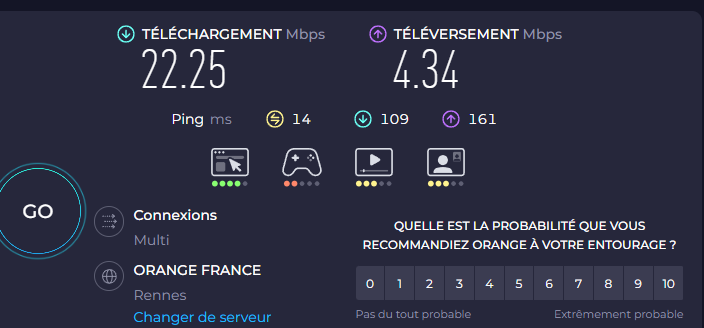 TÉLÉCHARGEMENT Mbps
TÉLÉVERSEMENT Mbps
22.25
4.34
Ping ms 14 109 161
GO
Connexions
Multi
ORANGE FRANCE
Rennes
Changer de serveur
QUELLE EST LA PROBABILITÉ QUE VOUS
RECOMMANDIEZ ORANGE À VOTRE ENTOURAGE ?
0 1 2 3 4 5 6 7 8 9 10
Pas du tout probable
Extrêmement probable